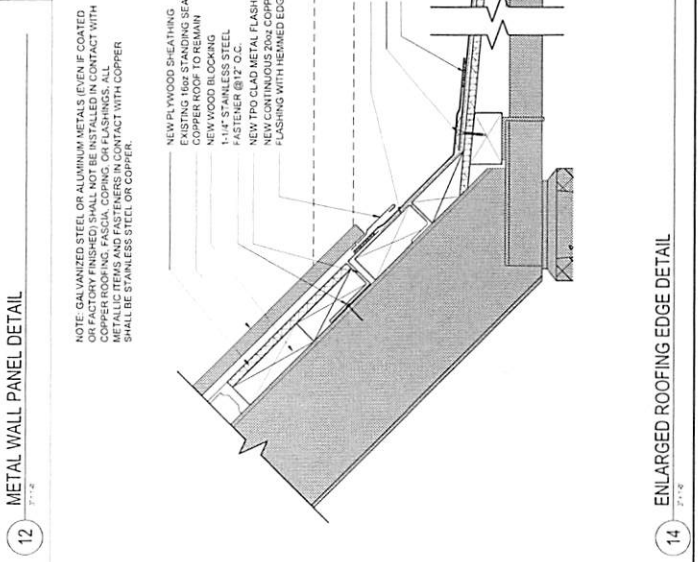 12
METAL WALL PANEL DETAIL
NOTE: GALVANIZED STEEL OR ALUMINUM METALS (EVEN IF COATED
OR FACTORY FINISHED) SHALL NOT BE INSTALLED IN CONTACT WITH
COPPER ROOFING, FASCIA, COPING, OR FLASHINGS, ALL
METALLIC ITEMS AND FASTENERS IN CONTACT WITH COPPER
SHALL BE STAINLESS STEEL OR COPPER.
NEW PLYWOOD SHEATHING
EXISTING 16oz STANDING SEA
COPPER ROOF TO REMAIN
NEW WOOD BLOCKING
1-1/4" STAINLESS STEEL
FASTENER @12" O.C.
NEW TPO CLAD METAL FLASH
NEW CONTINUOUS 20oz COPP
FLASHING WITH HEMMED EDG
14
ENLARGED ROOFING EDGE DETAIL